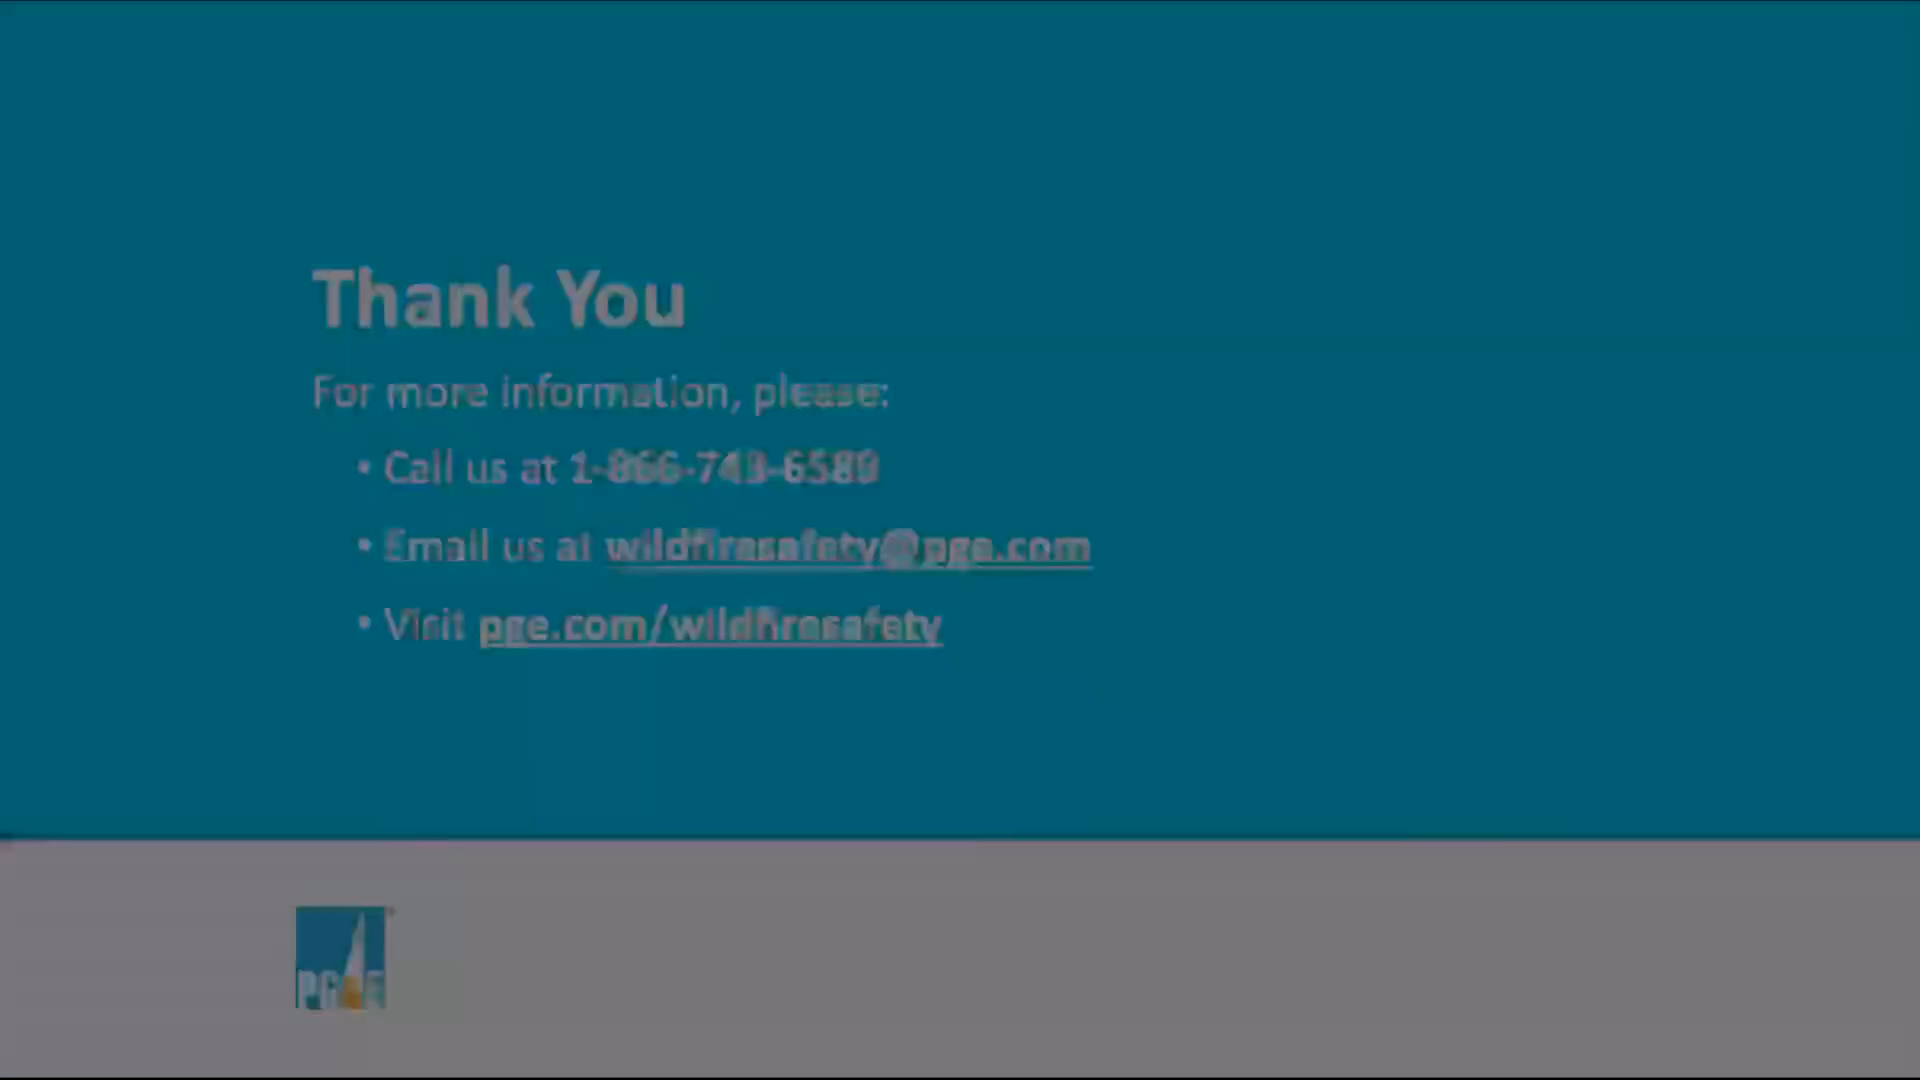 Thank You
For more information, please:
• Call us at 1-866-743-6589
• Email us at wildfiresafety@pge.com
• Visit pge.com/wildfiresafety
PG&E